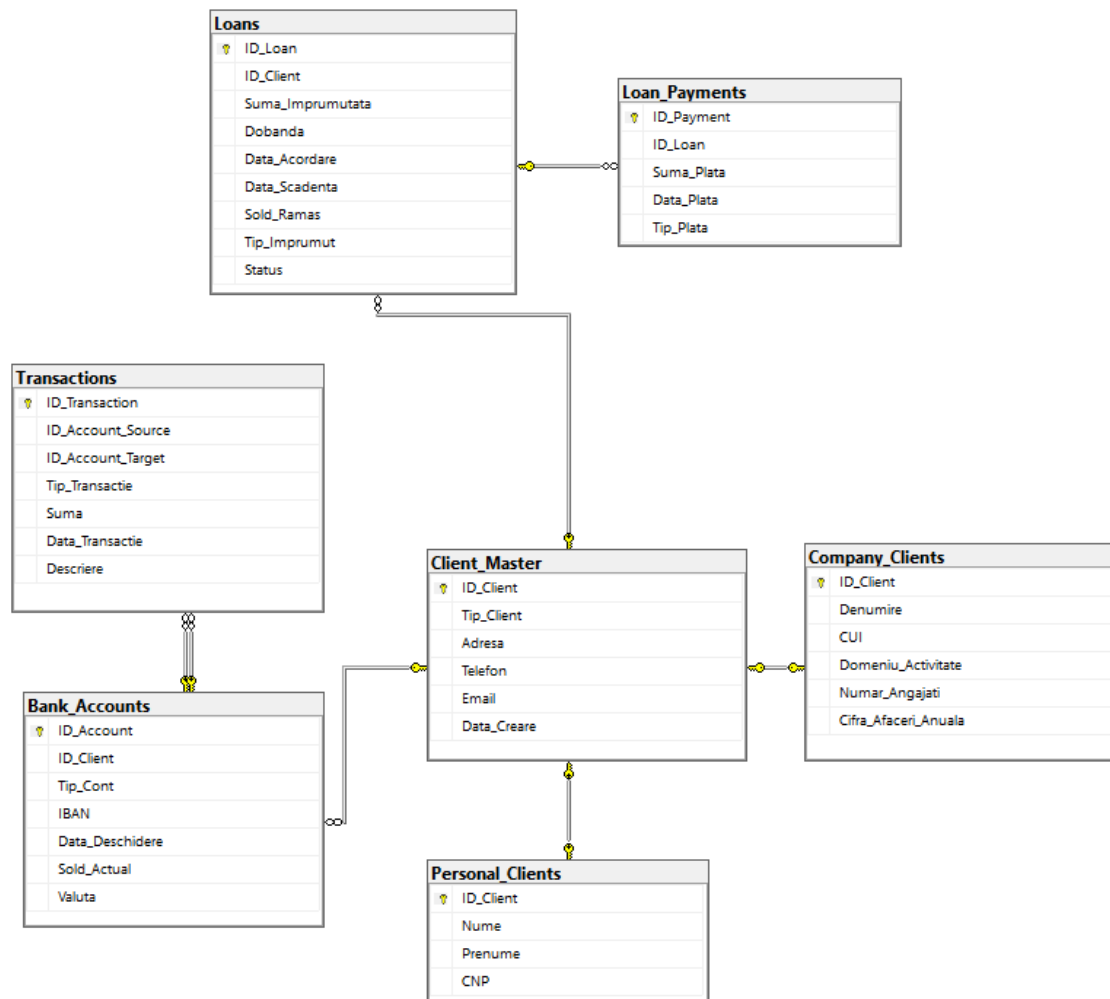 Loans
ID_Loan
ID_Client
Suma_Imprumutata
Dobanda
Data_Acordare
Data_Scadenta
Sold_Ramas
Tip_Imprumut
Status
Loan_Payments
ID_Payment
ID_Loan
Suma_Plata
Data_Plata
Tip_Plata
Transactions
ID_Transaction
ID_Account_Source
ID_Account_Target
Tip_Transactie
Suma
Data_Transactie
Descriere
Client_Master
ID_Client
Tip_Client
Adresa
Telefon
Email
Data_Creare
Company_Clients
ID_Client
Denumire
CUI
Domeniu_Activitate
Numar_Angajati
Cifra_Afaceri_Anuala
Bank_Accounts
ID_Account
ID_Client
Tip_Cont
IBAN
Data_Deschidere
Sold_Actual
Valuta
Personal_Clients
ID_Client
Nume
Prenume
CNP